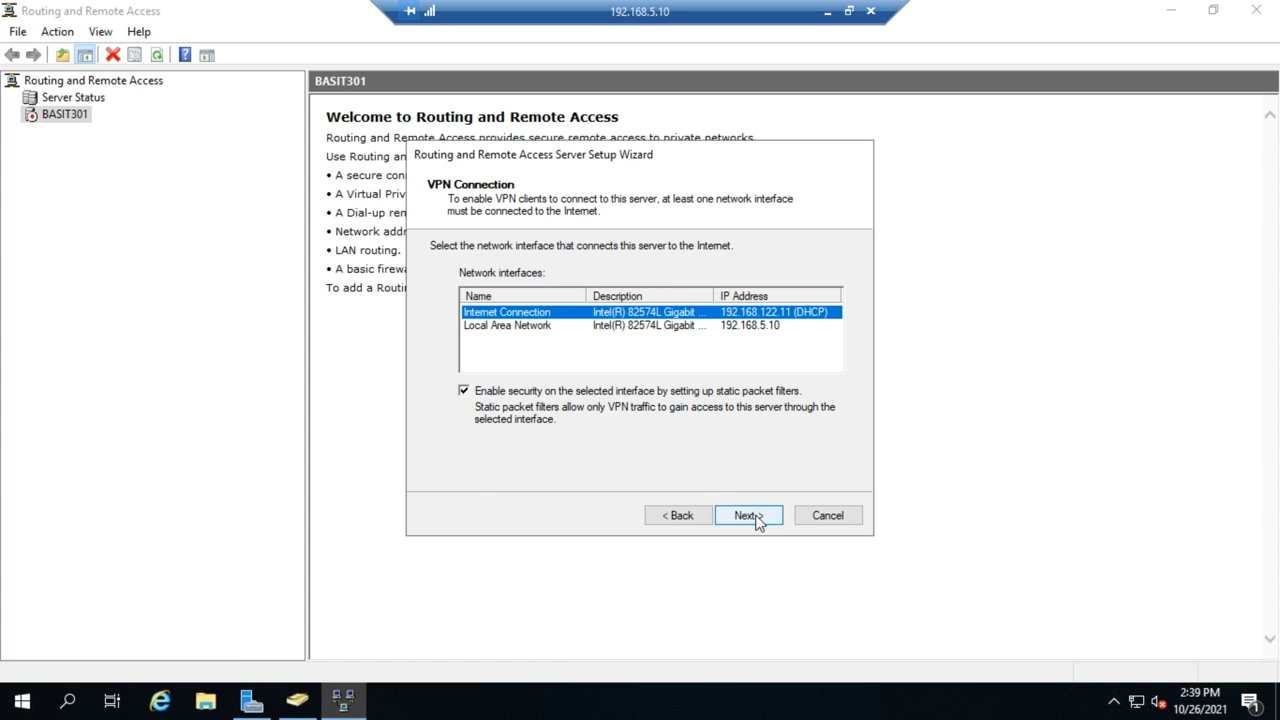 Routing and Remote Access
192.168.5.10
File Action View Help
Routing and Remote Access
Server Status
BASIT301
BASIT301
Welcome to Routing and Remote Access
Routing and Remote Access provides secure remote access to private networks.
Use Routing an
• A secure con
• A Virtual Priv
• A Dial-up rem
• Network addr
• LAN routing.
• A basic firewa
To add a Routi
Routing and Remote Access Server Setup Wizard
VPN Connection
To enable VPN clients to connect to this server, at least one network interface
must be connected to the Internet.
Select the network interface that connects this server to the Internet.
Network interfaces:
Name Description IP Address
Internet Connection Intel(R) 82574L Gigabit ... 192.168.122.11 (DHCP)
Local Area Network Intel(R) 82574L Gigabit ... 192.168.5.10
Enable security on the selected interface by setting up static packet filters.
Static packet filters allow only VPN traffic to gain access to this server through the
selected interface.
< Back Next > Cancel
2:39 PM
10/26/2021
1